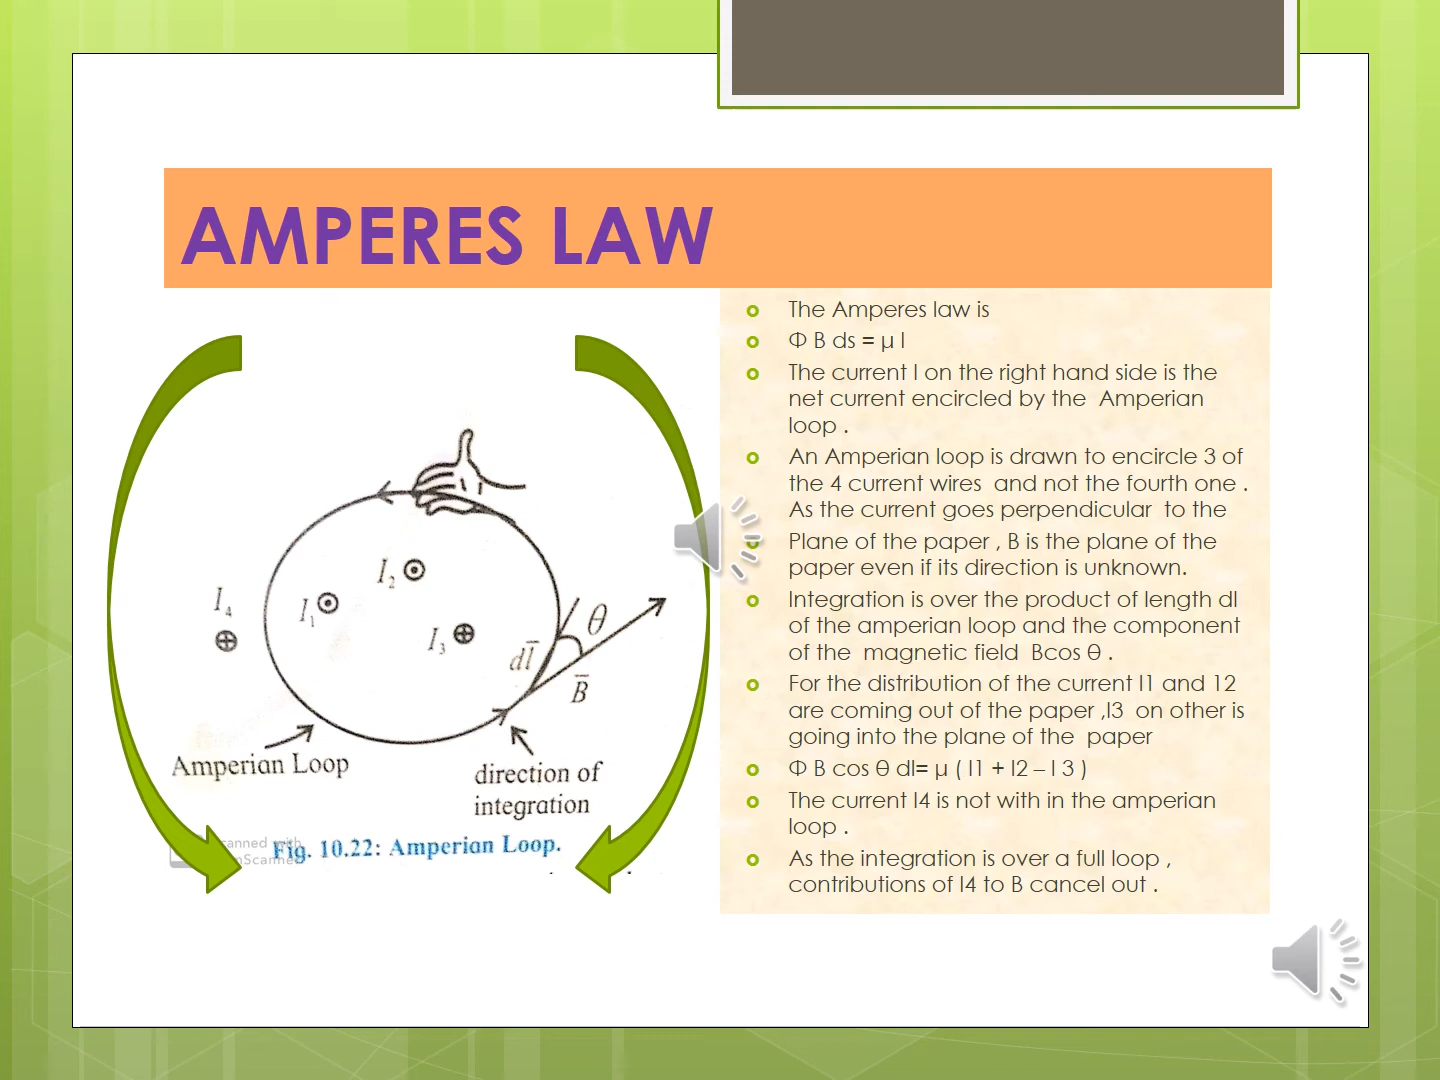 AMPERES LAW
The Amperes law is
Φ B ds = µ I
The current I on the right hand side is the
net current encircled by the Amperian
loop .
An Amperian loop is drawn to encircle 3 of
the 4 current wires and not the fourth one .
As the current goes perpendicular to the
Plane of the paper , B is the plane of the
paper even if its direction is unknown.
Integration is over the product of length dl
of the amperian loop and the component
of the magnetic field Bcos θ .
For the distribution of the current I1 and 12
are coming out of the paper ,I3 on other is
going into the plane of the paper
Φ B cos θ dl= µ ( I1 + I2 – I 3 )
The current I4 is not with in the amperian
loop .
As the integration is over a full loop ,
contributions of I4 to B cancel out .
I₂
I₄
I₁
I₃
θ
dl
B
Amperian Loop
direction of
integration
Fig. 10.22: Amperian Loop.